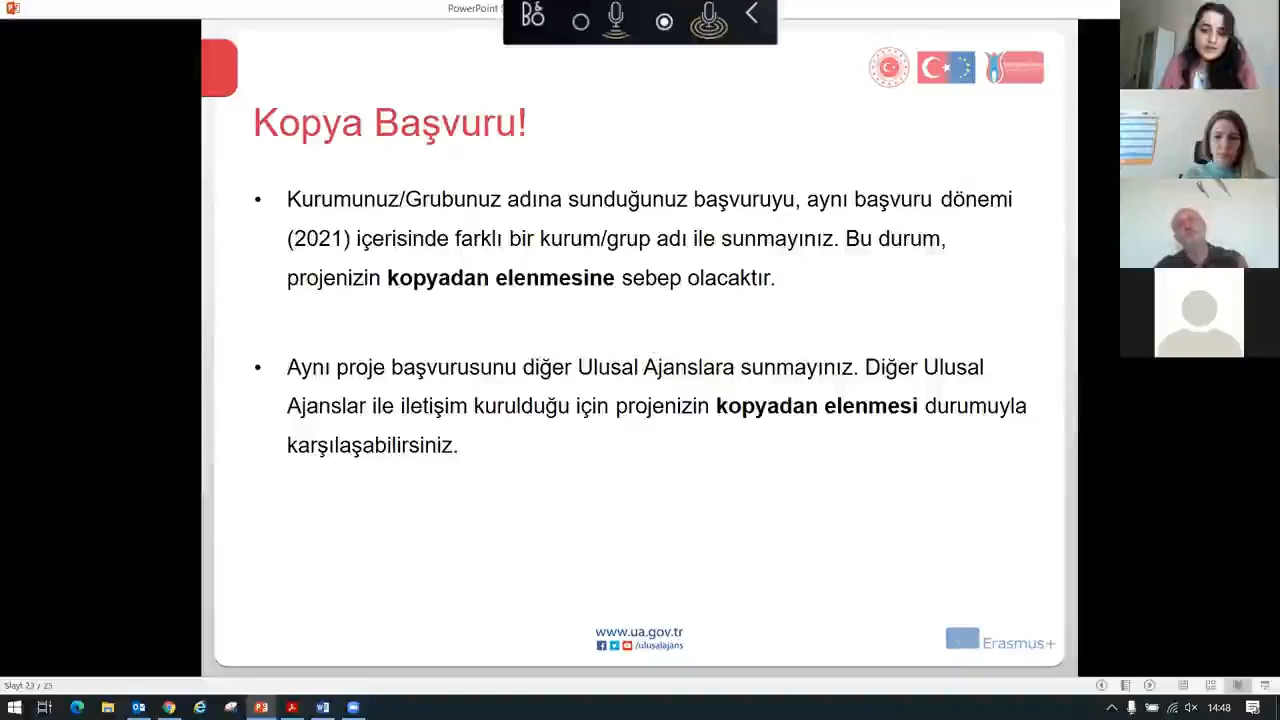 PowerPoint
B&O
Kopya Başvuru!
• Kurumunuz/Grubunuz adına sunduğunuz başvuruyu, aynı başvuru dönemi
(2021) içerisinde farklı bir kurum/grup adı ile sunmayınız. Bu durum,
projenizin kopyadan elenmesine sebep olacaktır.
• Aynı proje başvurusunu diğer Ulusal Ajanslara sunmayınız. Diğer Ulusal
Ajanslar ile iletişim kurulduğu için projenizin kopyadan elenmesi durumuyla
karşılaşabilirsiniz.
www.ua.gov.tr
/ulusalajans
Erasmus+
Slayt 23 / 25
14:48